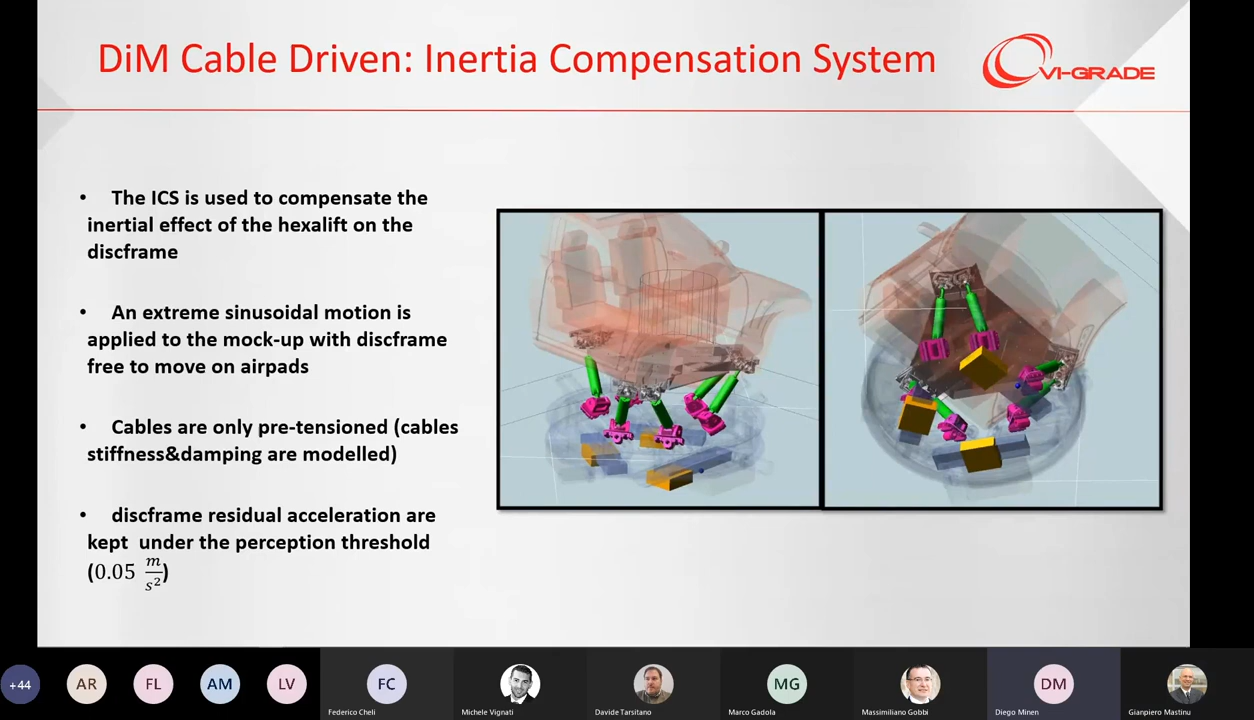 DiM Cable Driven: Inertia Compensation System
VI-GRADE
• The ICS is used to compensate the
inertial effect of the hexalift on the
discframe
• An extreme sinusoidal motion is
applied to the mock-up with discframe
free to move on airpads
• Cables are only pre-tensioned (cables
stiffness&damping are modelled)
• discframe residual acceleration are
kept under the perception threshold
(0.05 m/s²)
+44
AR
FL
AM
LV
FC
MG
DM
Federico Cheli
Michele Vignati
Davide Tarsitano
Marco Gadola
Massimiliano Gobbi
Diego Minen
Gianpiero Mastinu